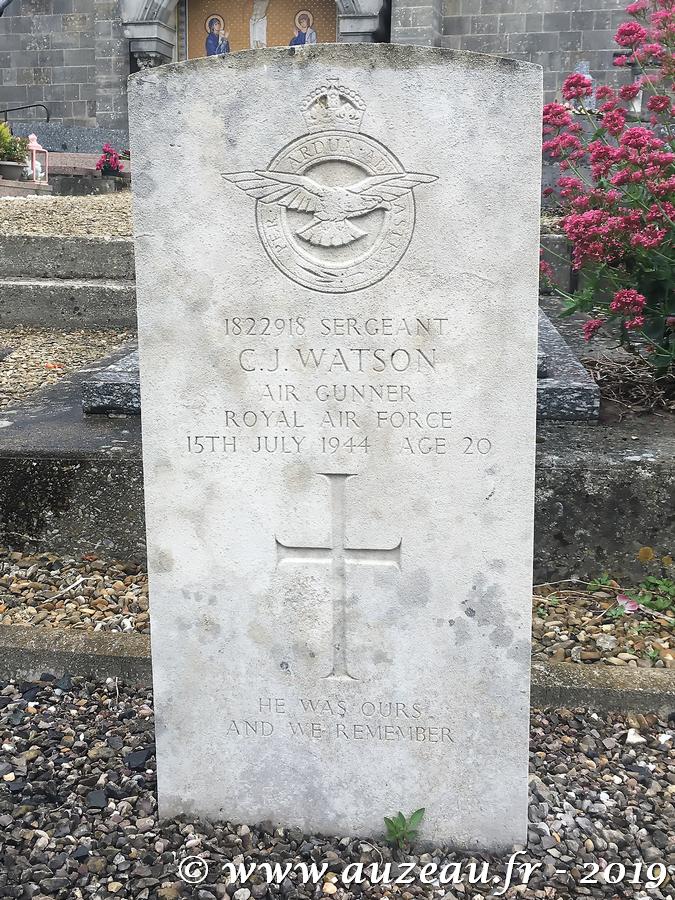 PER ARDUA AD ASTRA
1822918 SERGEANT
C.J. WATSON
AIR GUNNER
ROYAL AIR FORCE
15TH JULY 1944 AGE 20
HE WAS OURS
AND WE REMEMBER
© www.auzeau.fr - 2019